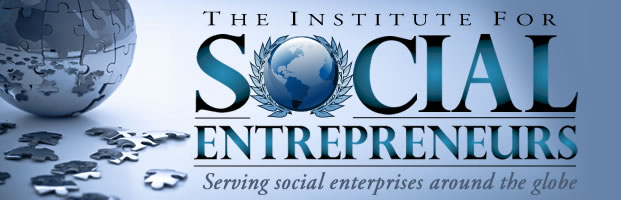 THE INSTITUTE FOR
SOCIAL
ENTREPRENEURS
Serving social enterprises around the globe